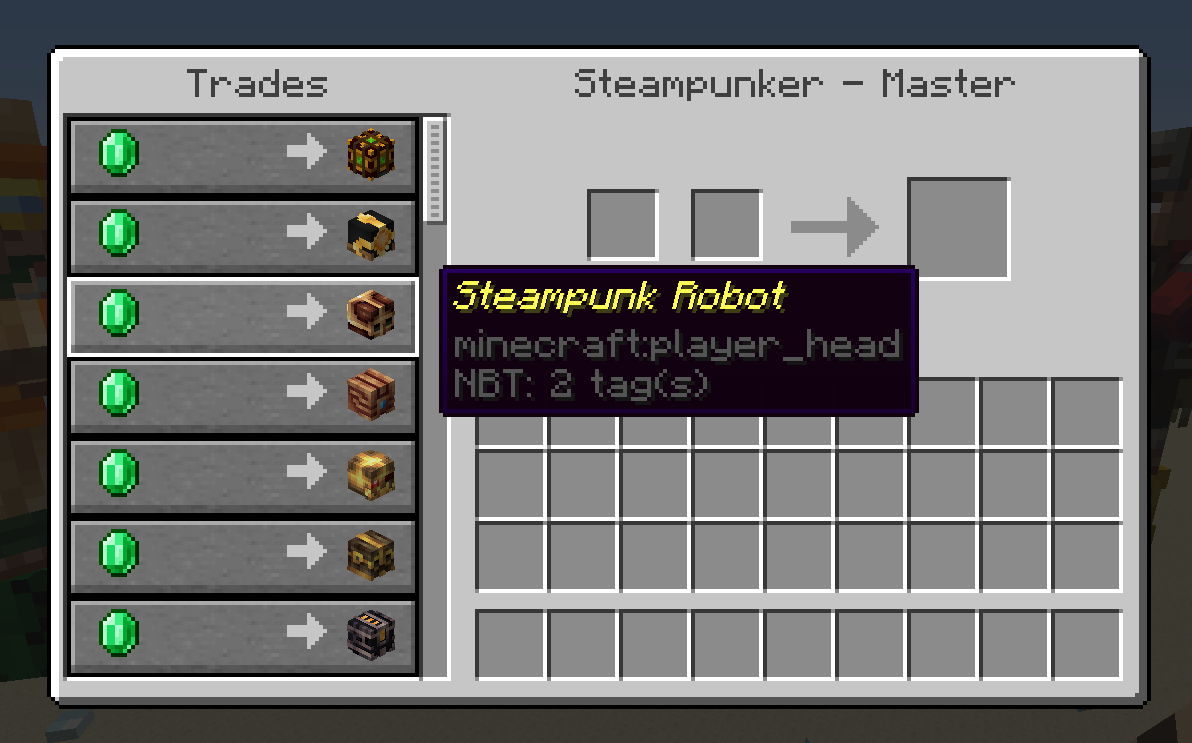 Trades
Steampunker - Master
Steampunk Robot
minecraft:player_head
NBT: 2 tag(s)